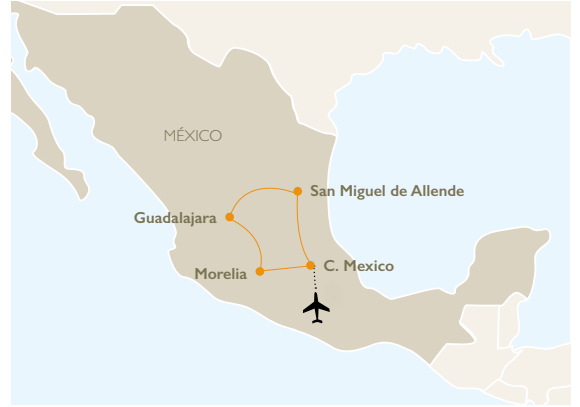 MÉXICO
San Miguel de Allende
Guadalajara
C. Mexico
Morelia